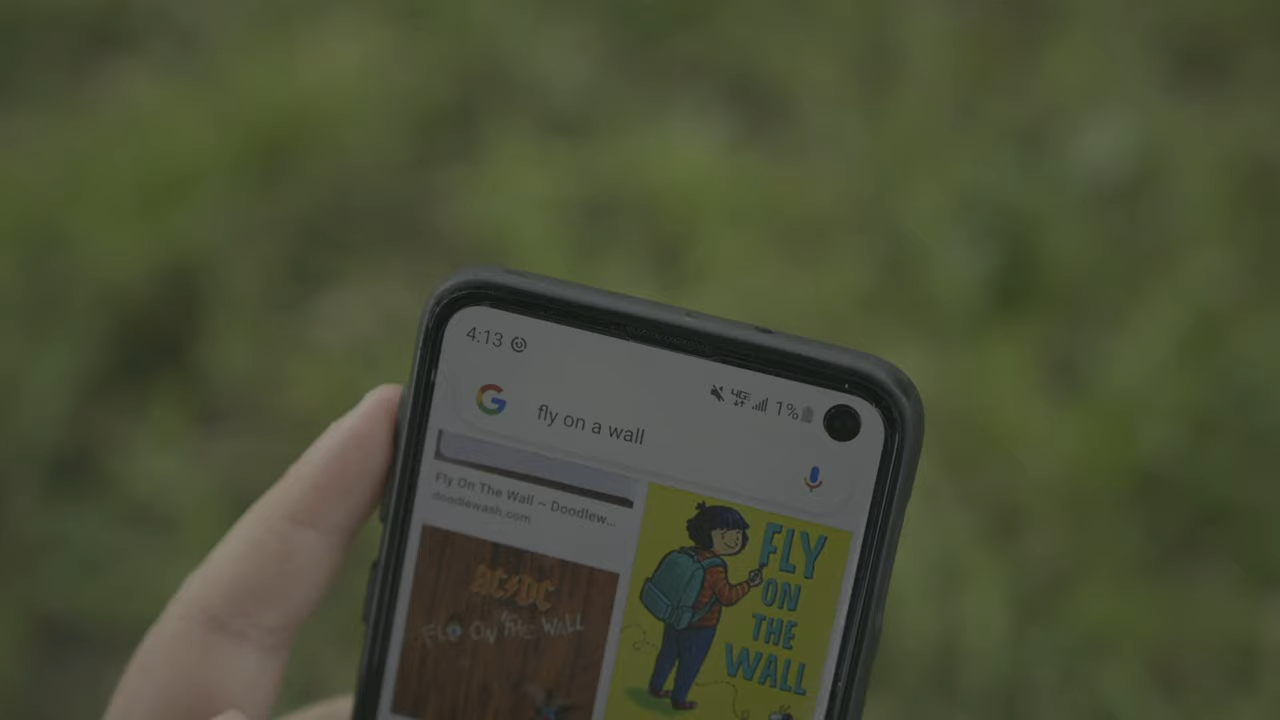 4:13
4GE 1%
G fly on a wall
Fly On The Wall ~ Doodlew...
doodlewash.com
AC/DC
FLY ON THE WALL
FLY
ON
THE
WALL